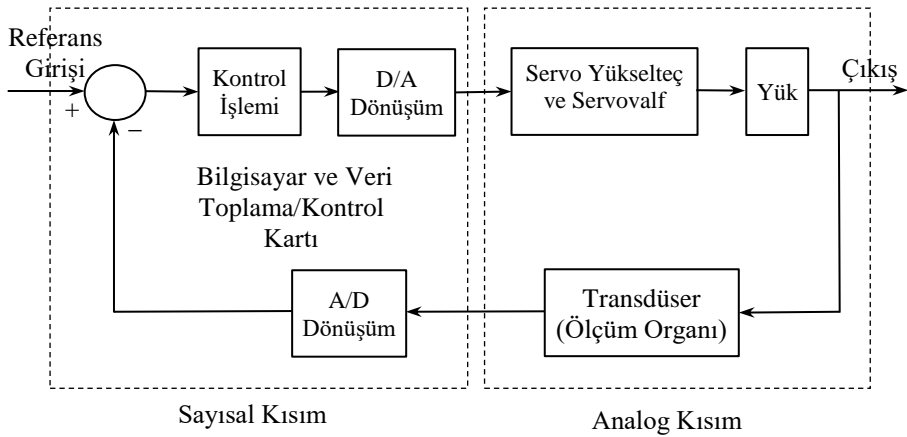 Referans
Girişi
+
−
Kontrol
İşlemi
D/A
Dönüşüm
Servo Yükselteç
ve Servovalf
Yük
Çıkış
Bilgisayar ve Veri
Toplama/Kontrol
Kartı
A/D
Dönüşüm
Transdüser
(Ölçüm Organı)
Sayısal Kısım
Analog Kısım